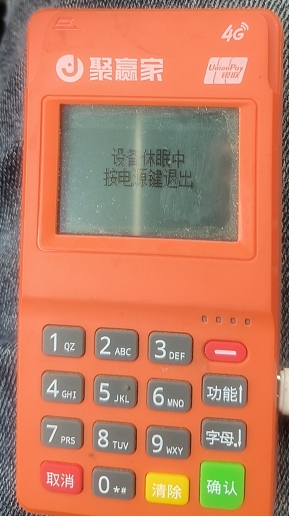 4G
聚赢家
UnionPay
银联
设备休眠中
按电源键退出
1 QZ
2 ABC
3 DEF
4 GHI
5 JKL
6 MNO
功能↑
7 PRS
8 TUV
9 WXY
字母↓
取消
0 *#
清除
确认